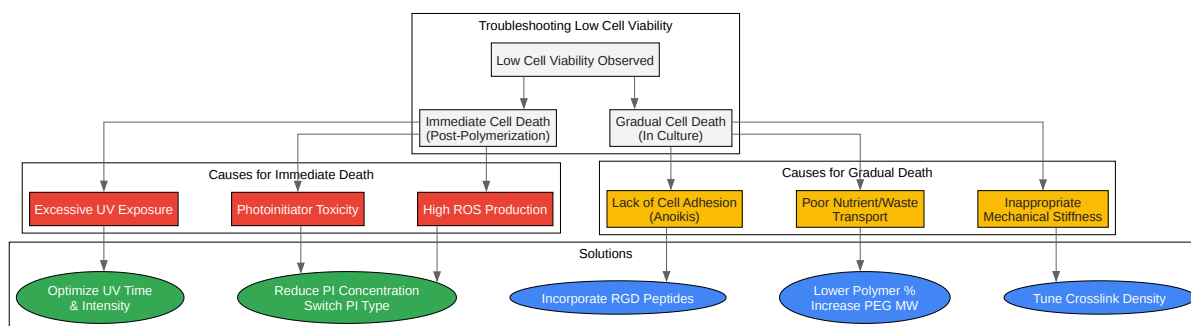 Troubleshooting Low Cell Viability
Low Cell Viability Observed
Immediate Cell Death
(Post-Polymerization)
Gradual Cell Death
(In Culture)
Causes for Immediate Death
Excessive UV Exposure
Photoinitiator Toxicity
High ROS Production
Causes for Gradual Death
Lack of Cell Adhesion
(Anoikis)
Poor Nutrient/Waste
Transport
Inappropriate
Mechanical Stiffness
Solutions
Optimize UV Time
& Intensity
Reduce PI Concentration
Switch PI Type
Incorporate RGD Peptides
Lower Polymer %
Increase PEG MW
Tune Crosslink Density